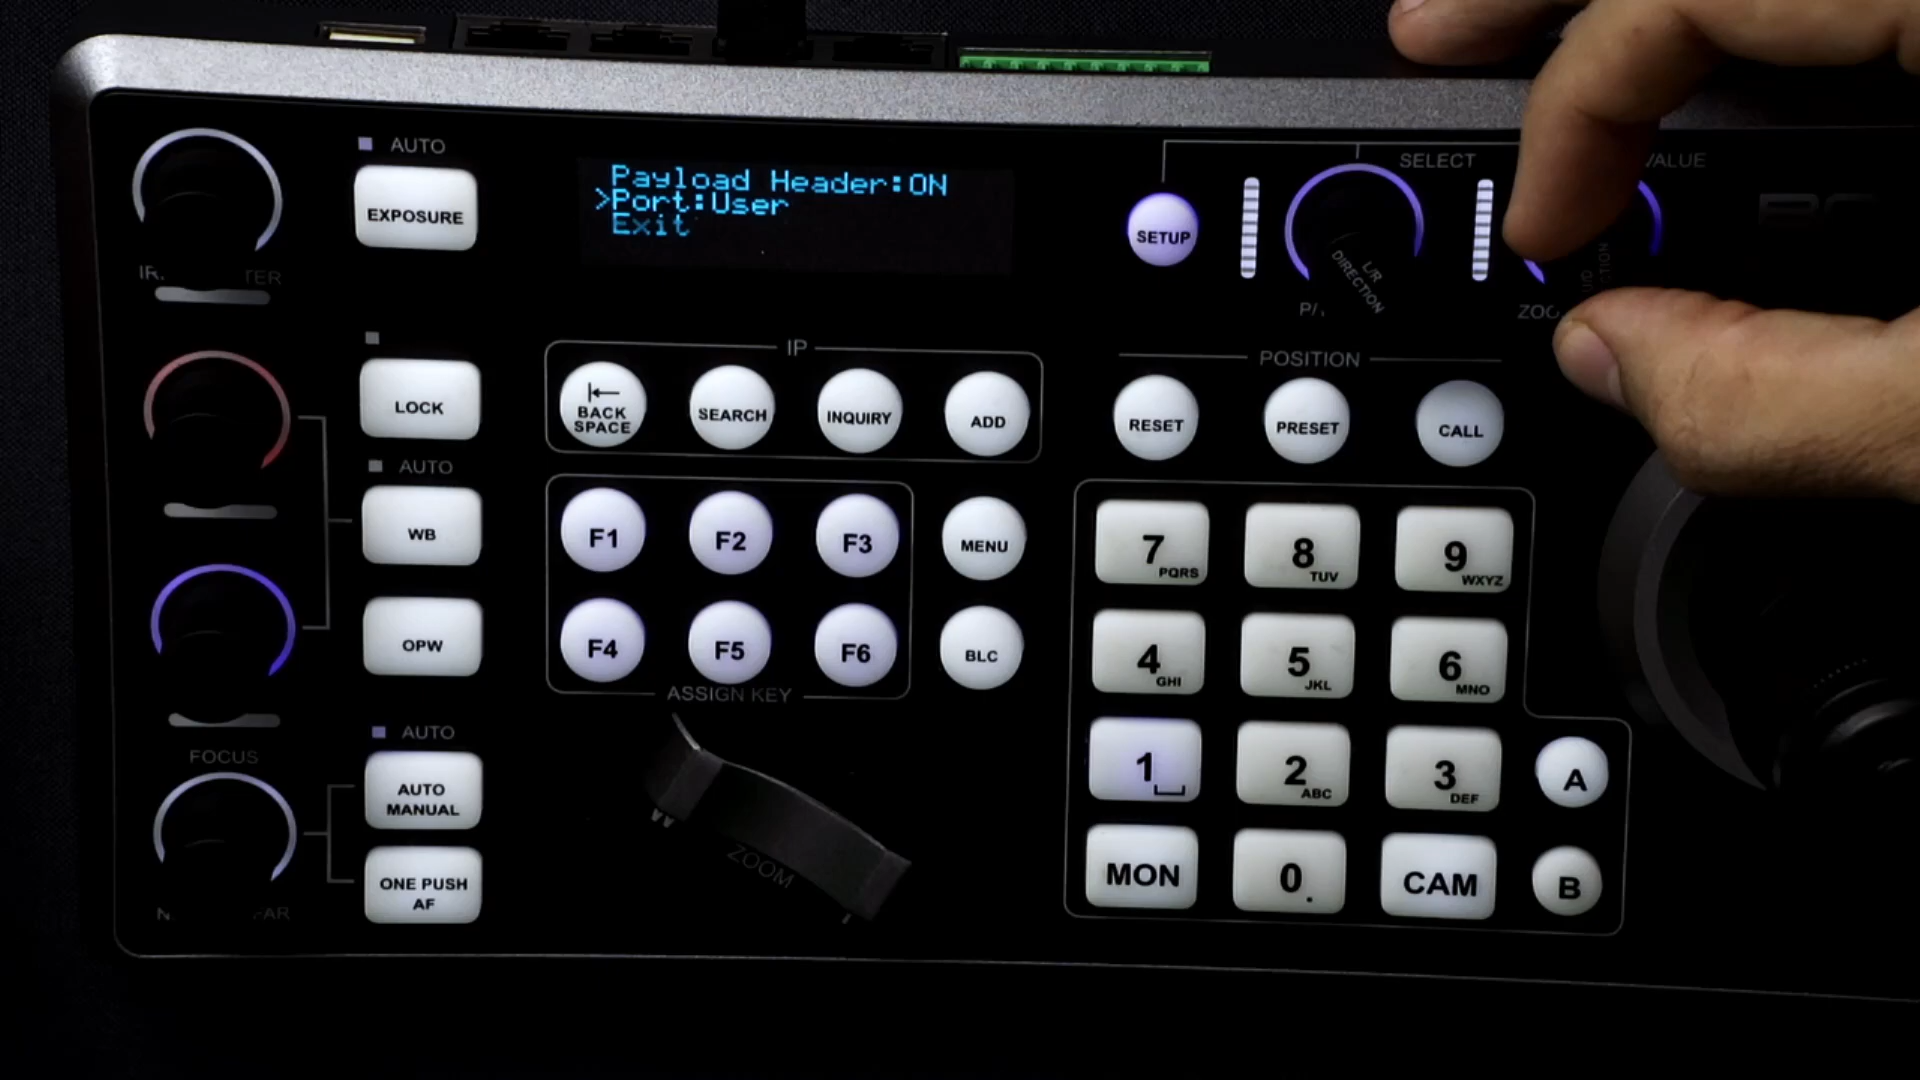 AUTO
EXPOSURE
Payload Header:ON
>Port:User
Exit
SETUP
SELECT
VALUE
L/R
DIRECTION
LOCK
IP
BACK
SPACE
SEARCH
INQUIRY
ADD
POSITION
RESET
PRESET
CALL
AUTO
WB
OPW
F1
F2
F3
MENU
F4
F5
F6
BLC
ASSIGN KEY
7 PQRS
8 TUV
9 WXYZ
4 GHI
5 JKL
6 MNO
1
2 ABC
3 DEF
A
MON
0.
CAM
B
FOCUS
AUTO
AUTO
MANUAL
ONE PUSH
AF
FAR
W
ZOOM